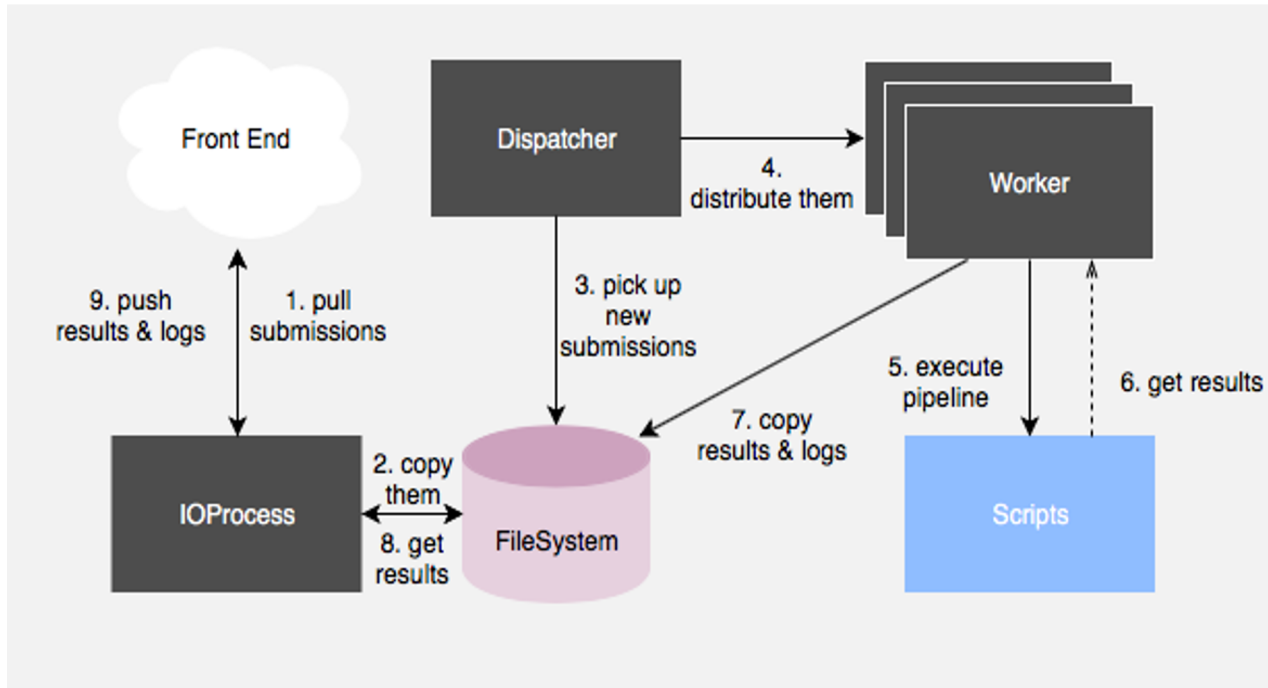 Front End
Dispatcher
Worker
4.
distribute them
9. push
results & logs
1. pull
submissions
3. pick up
new
submissions
5. execute
pipeline
6. get results
7. copy
results & logs
IOProcess
2. copy
them
8. get
results
FileSystem
Scripts